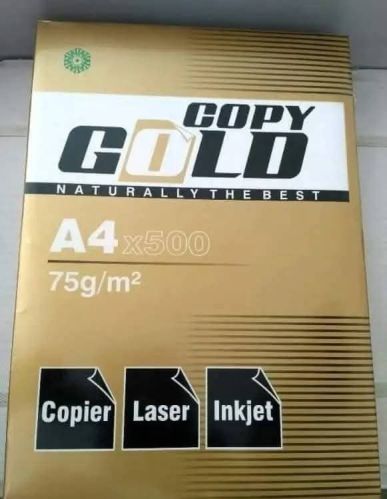 COPY
GOLD
NATURALLY THE BEST
A4 x500
75g/m²
Copier Laser Inkjet